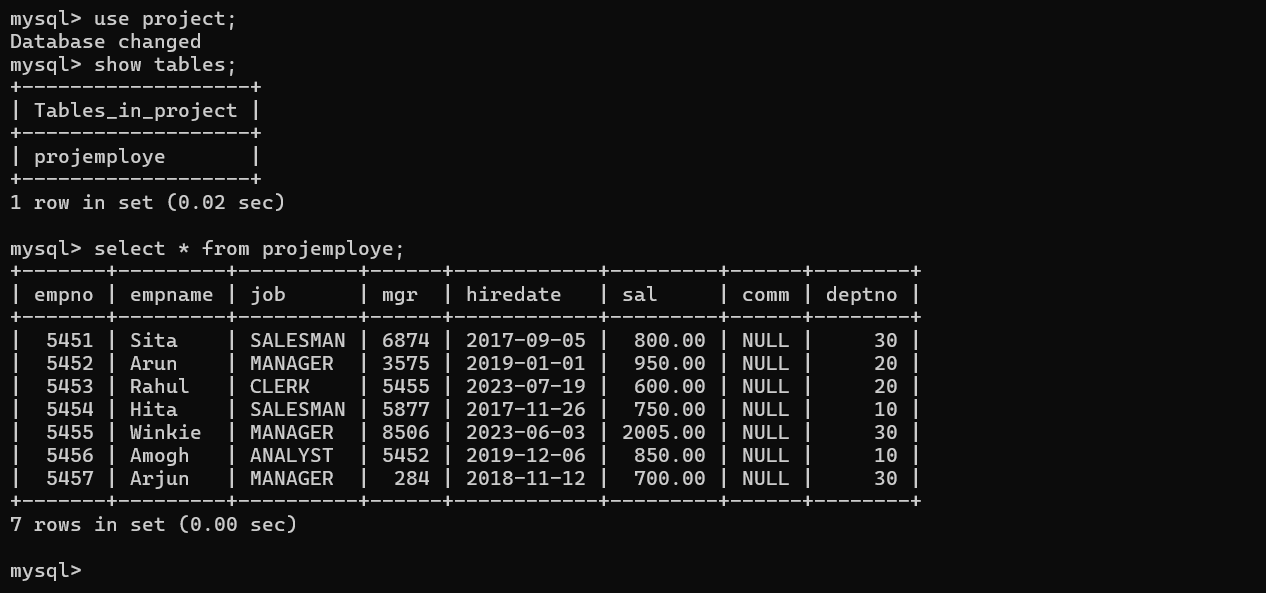 mysql> use project;
Database changed
mysql> show tables;
+-------------------+
| Tables_in_project |
+-------------------+
| projemploye       |
+-------------------+
1 row in set (0.02 sec)

mysql> select * from projemploye;
+-------+---------+----------+------+------------+---------+------+--------+
| empno | empname | job      | mgr  | hiredate   | sal     | comm | deptno |
+-------+---------+----------+------+------------+---------+------+--------+
|  5451 | Sita    | SALESMAN | 6874 | 2017-09-05 |  800.00 | NULL |     30 |
|  5452 | Arun    | MANAGER  | 3575 | 2019-01-01 |  950.00 | NULL |     20 |
|  5453 | Rahul   | CLERK    | 5455 | 2023-07-19 |  600.00 | NULL |     20 |
|  5454 | Hita    | SALESMAN | 5877 | 2017-11-26 |  750.00 | NULL |     10 |
|  5455 | Winkie  | MANAGER  | 8506 | 2023-06-03 | 2005.00 | NULL |     30 |
|  5456 | Amogh   | ANALYST  | 5452 | 2019-12-06 |  850.00 | NULL |     10 |
|  5457 | Arjun   | MANAGER  |  284 | 2018-11-12 |  700.00 | NULL |     30 |
+-------+---------+----------+------+------------+---------+------+--------+
7 rows in set (0.00 sec)

mysql>